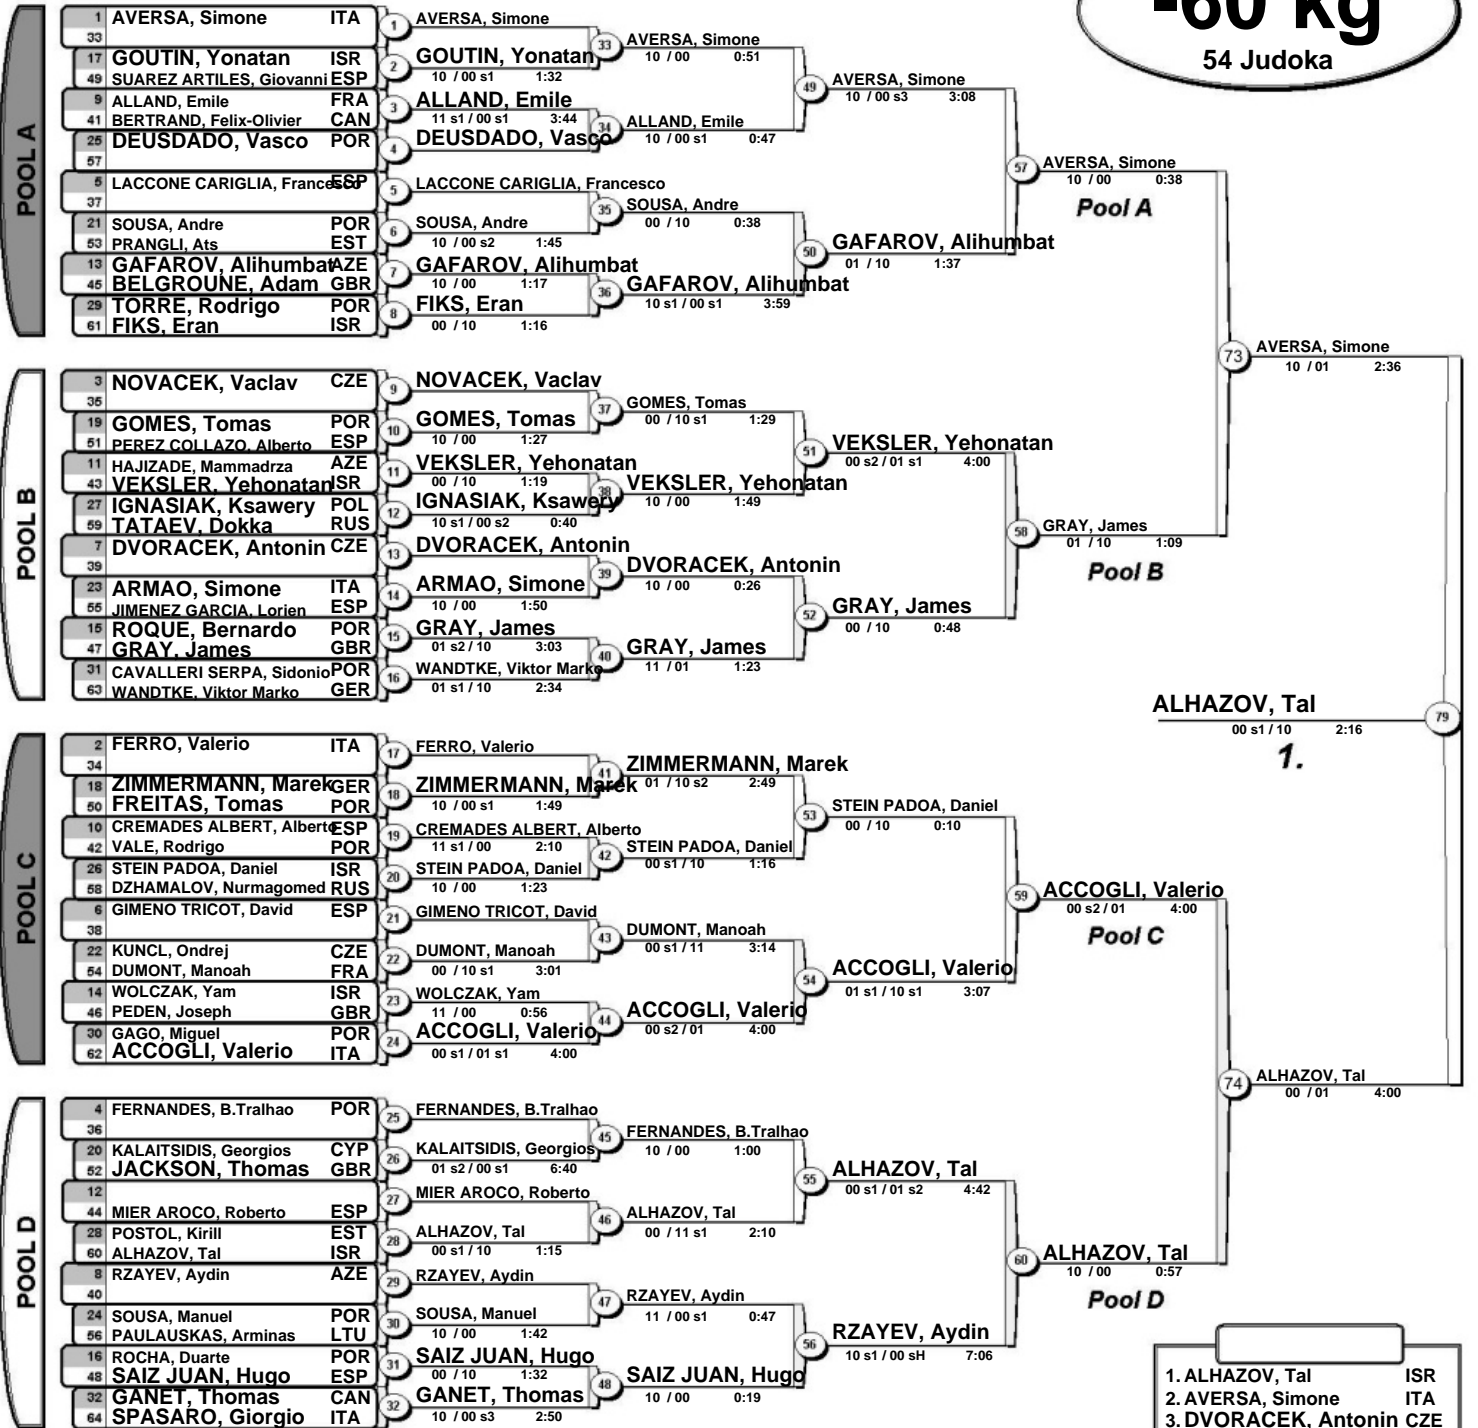 -60 kg
54 Judoka
POOL A
1 AVERSA, Simone ITA
33
17 GOUTIN, Yonatan ISR
49 SUAREZ ARTILES, Giovanni ESP
9 ALLAND, Emile FRA
41 BERTRAND, Felix-Olivier CAN
25 DEUSDADO, Vasco POR
57
5 LACCONE CARIGLIA, Francesco ESP
37
21 SOUSA, Andre POR
53 PRANGLI, Ats EST
13 GAFAROV, Alihumbat AZE
45 BELGROUNE, Adam GBR
29 TORRE, Rodrigo POR
61 FIKS, Eran ISR
1 AVERSA, Simone
2 GOUTIN, Yonatan
10 / 00 s1 1:32
3 ALLAND, Emile
11 s1 / 00 s1 3:44
4 DEUSDADO, Vasco
5 LACCONE CARIGLIA, Francesco
6 SOUSA, Andre
10 / 00 s2 1:45
7 GAFAROV, Alihumbat
10 / 00 1:17
8 FIKS, Eran
00 / 10 1:16
33 AVERSA, Simone
10 / 00 0:51
34 ALLAND, Emile
10 / 00 s1 0:47
35 SOUSA, Andre
00 / 10 0:38
36 GAFAROV, Alihumbat
10 s1 / 00 s1 3:59
49 AVERSA, Simone
10 / 00 s3 3:08
50 GAFAROV, Alihumbat
01 / 10 1:37
57 AVERSA, Simone
10 / 00 0:38
Pool A
POOL B
3 NOVACEK, Vaclav CZE
35
19 GOMES, Tomas POR
51 PEREZ COLLAZO, Alberto ESP
11 HAJIZADE, Mammadrza AZE
43 VEKSLER, Yehonatan ISR
27 IGNASIAK, Ksawery POL
59 TATAEV, Dokka RUS
7 DVORACEK, Antonin CZE
39
23 ARMAO, Simone ITA
55 JIMENEZ GARCIA, Lorien ESP
15 ROQUE, Bernardo POR
47 GRAY, James GBR
31 CAVALLERI SERPA, Sidonio POR
63 WANDTKE, Viktor Marko GER
9 NOVACEK, Vaclav
10 GOMES, Tomas
10 / 00 1:27
11 VEKSLER, Yehonatan
00 / 10 1:19
12 IGNASIAK, Ksawery
10 s1 / 00 s2 0:40
13 DVORACEK, Antonin
14 ARMAO, Simone
10 / 00 1:50
15 GRAY, James
01 s2 / 10 3:03
16 WANDTKE, Viktor Marko
01 s1 / 10 2:34
37 GOMES, Tomas
00 / 10 s1 1:29
38 VEKSLER, Yehonatan
10 / 00 1:49
39 DVORACEK, Antonin
10 / 00 0:26
40 GRAY, James
11 / 01 1:23
51 VEKSLER, Yehonatan
00 s2 / 01 s1 4:00
52 GRAY, James
00 / 10 0:48
58 GRAY, James
01 / 10 1:09
Pool B
73 AVERSA, Simone
10 / 01 2:36
ALHAZOV, Tal 79
00 s1 / 10 2:16
1.
POOL C
2 FERRO, Valerio ITA
34
18 ZIMMERMANN, Marek GER
50 FREITAS, Tomas POR
10 CREMADES ALBERT, Alberto ESP
42 VALE, Rodrigo POR
26 STEIN PADOA, Daniel ISR
58 DZHAMALOV, Nurmagomed RUS
6 GIMENO TRICOT, David ESP
38
22 KUNCL, Ondrej CZE
54 DUMONT, Manoah FRA
14 WOLCZAK, Yam ISR
46 PEDEN, Joseph GBR
30 GAGO, Miguel POR
62 ACCOGLI, Valerio ITA
17 FERRO, Valerio
18 ZIMMERMANN, Marek
10 / 00 s1 1:49
19 CREMADES ALBERT, Alberto
11 s1 / 00 2:10
20 STEIN PADOA, Daniel
10 / 00 1:23
21 GIMENO TRICOT, David
22 DUMONT, Manoah
00 / 10 s1 3:01
23 WOLCZAK, Yam
11 / 00 0:56
24 ACCOGLI, Valerio
00 s1 / 01 s1 4:00
41 ZIMMERMANN, Marek
01 / 10 s2 2:49
42 STEIN PADOA, Daniel
00 s1 / 10 1:16
43 DUMONT, Manoah
00 s1 / 11 3:14
44 ACCOGLI, Valerio
00 s2 / 01 4:00
53 STEIN PADOA, Daniel
00 / 10 0:10
54 ACCOGLI, Valerio
01 s1 / 10 s1 3:07
59 ACCOGLI, Valerio
00 s2 / 01 4:00
Pool C
POOL D
4 FERNANDES, B.Tralhao POR
36
20 KALAITSIDIS, Georgios CYP
52 JACKSON, Thomas GBR
12
44 MIER AROCO, Roberto ESP
28 POSTOL, Kirill EST
60 ALHAZOV, Tal ISR
8 RZAYEV, Aydin AZE
40
24 SOUSA, Manuel POR
56 PAULAUSKAS, Arminas LTU
16 ROCHA, Duarte POR
48 SAIZ JUAN, Hugo ESP
32 GANET, Thomas CAN
64 SPASARO, Giorgio ITA
25 FERNANDES, B.Tralhao
26 KALAITSIDIS, Georgios
01 s2 / 00 s1 6:40
27 MIER AROCO, Roberto
28 ALHAZOV, Tal
00 s1 / 10 1:15
29 RZAYEV, Aydin
30 SOUSA, Manuel
10 / 00 1:42
31 SAIZ JUAN, Hugo
00 / 10 1:32
32 GANET, Thomas
10 / 00 s3 2:50
45 FERNANDES, B.Tralhao
10 / 00 1:00
46 ALHAZOV, Tal
00 / 11 s1 2:10
47 RZAYEV, Aydin
11 / 00 s1 0:47
48 SAIZ JUAN, Hugo
10 / 00 0:19
55 ALHAZOV, Tal
00 s1 / 01 s2 4:42
56 RZAYEV, Aydin
10 s1 / 00 sH 7:06
60 ALHAZOV, Tal
10 / 00 0:57
Pool D
74 ALHAZOV, Tal
00 / 01 4:00
1. ALHAZOV, Tal ISR
2. AVERSA, Simone ITA
3. DVORACEK, Antonin CZE